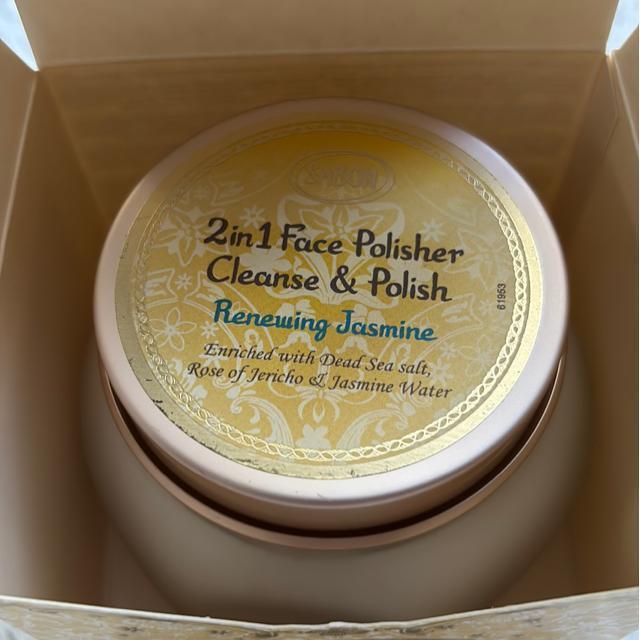 SABON
2in1 Face Polisher
Cleanse & Polish
Renewing Jasmine
Enriched with Dead Sea salt,
Rose of Jericho & Jasmine Water
61953